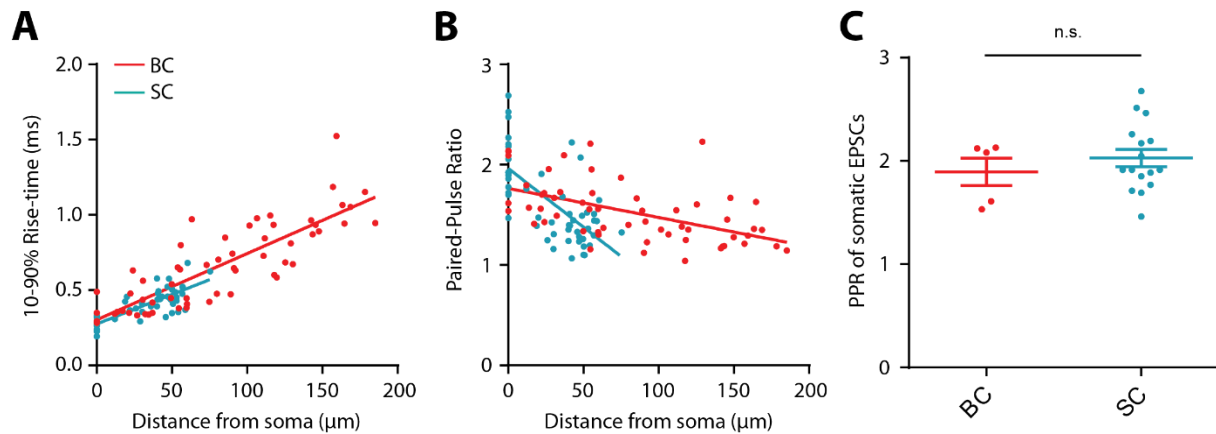 A
BC
SC
2.0
1.5
1.0
0.5
0.0
10-90% Rise-time (ms)
0 50 100 150 200
Distance from soma (µm)
B
3
2
1
0
Paired-Pulse Ratio
0 50 100 150 200
Distance from soma (µm)
C
n.s.
3
2
1
0
PPR of somatic EPSCs
BC
SC